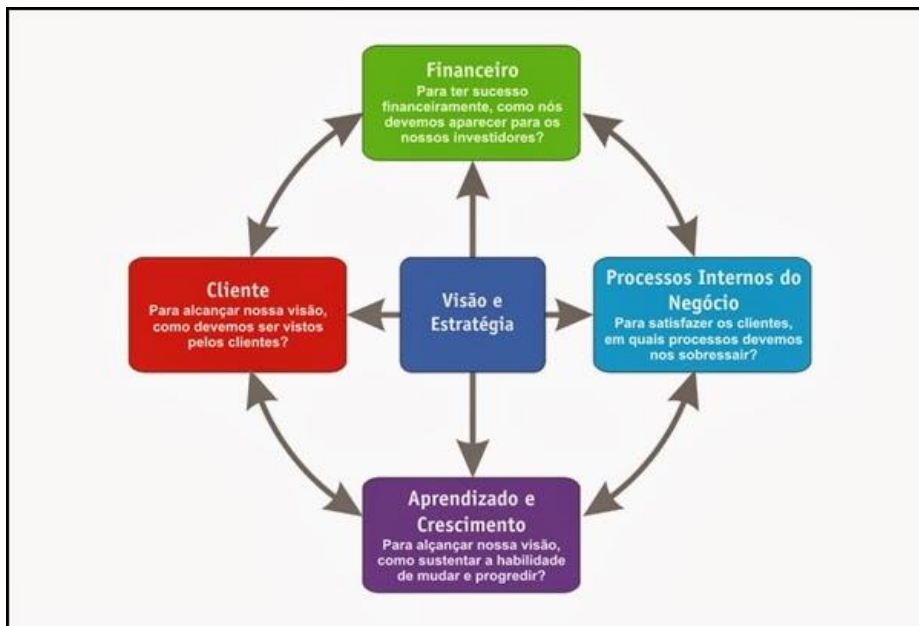 Financeiro
Para ter sucesso
financeiramente, como nós
devemos aparecer para os
nossos investidores?
Cliente
Para alcançar nossa visão,
como devemos ser vistos
pelos clientes?
Visão e
Estratégia
Processos Internos do
Negócio
Para satisfazer os clientes,
em quais processos devemos
nos sobressair?
Aprendizado e
Crescimento
Para alçançar nossa visão,
como sustentar a habilidade
de mudar e progredir?